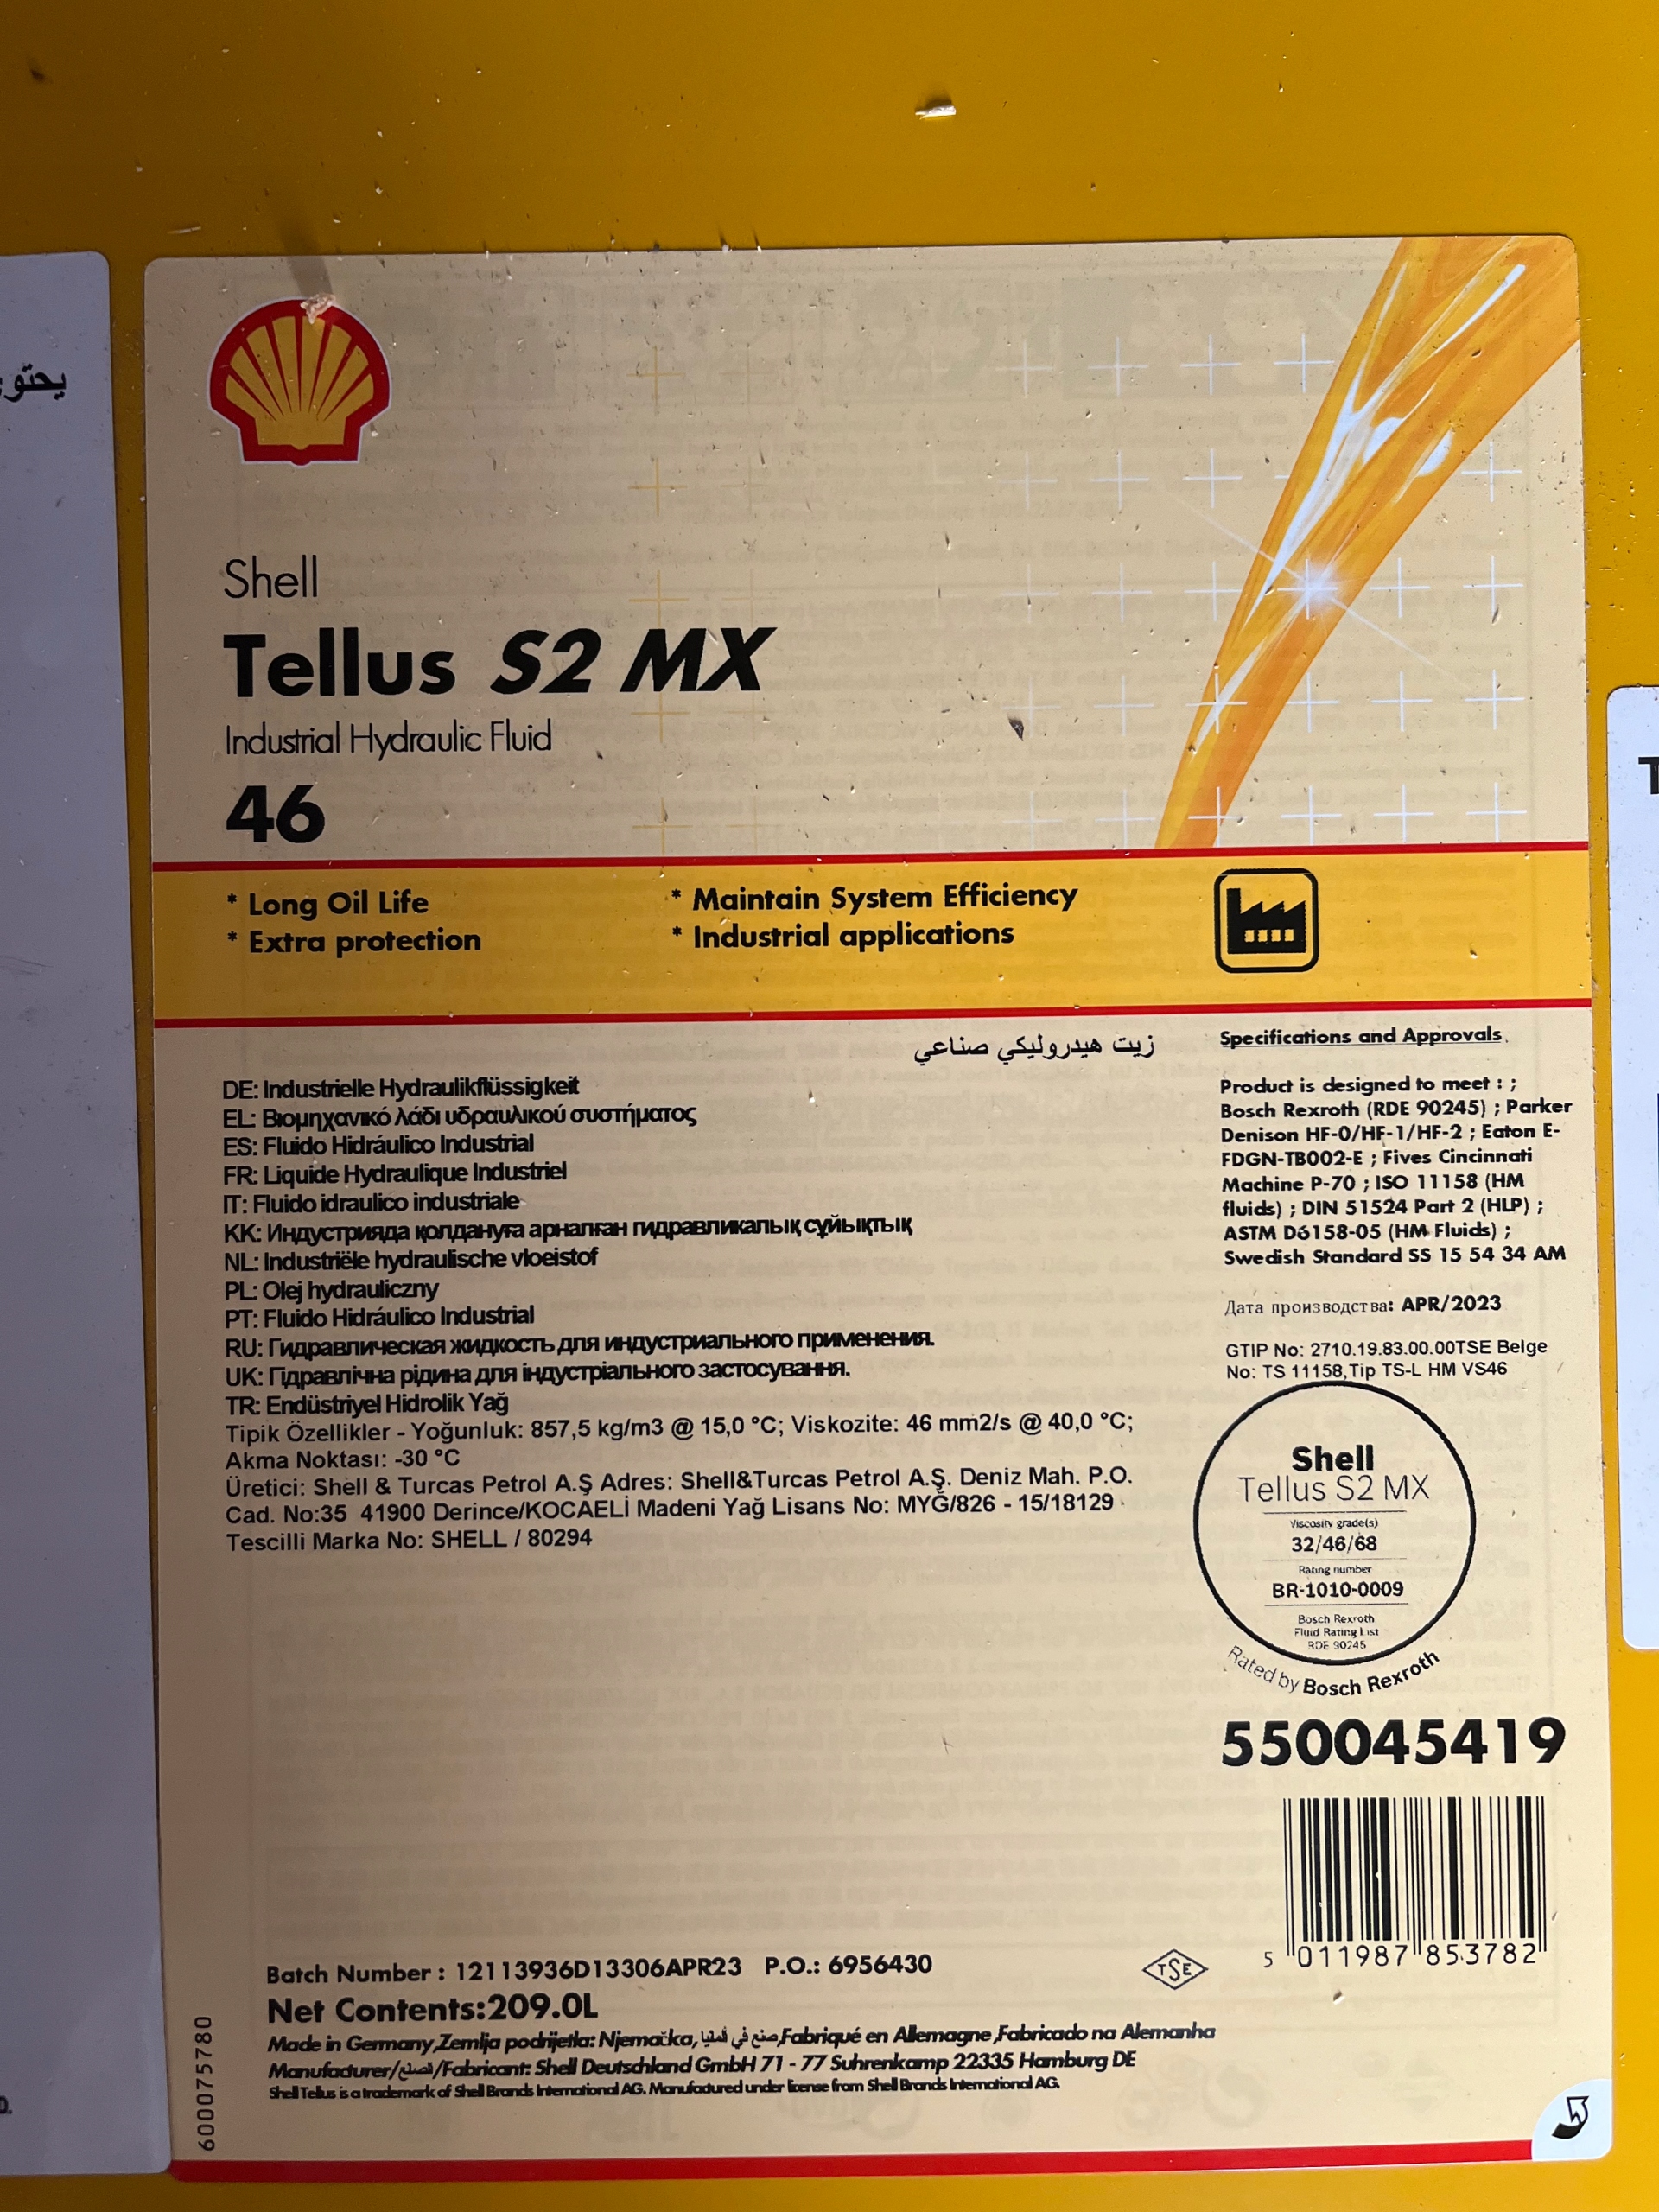 يحتوي
Shell
Tellus S2 MX
Industrial Hydraulic Fluid
46
* Long Oil Life
* Extra protection
* Maintain System Efficiency
* Industrial applications
زيت هيدروليكي صناعي
DE: Industrielle Hydraulikflüssigkeit
EL: Βιομηχανικό λάδι υδραυλικού συστήματος
ES: Fluido Hidráulico Industrial
FR: Liquide Hydraulique Industriel
IT: Fluido idraulico industriale
KK: Индустрияда қолдануға арналған гидравликалық сұйықтық
NL: Industriële hydraulische vloeistof
PL: Olej hydrauliczny
PT: Fluido Hidráulico Industrial
RU: Гидравлическая жидкость для индустриального применения.
UK: Гідравлічна рідина для індустріального застосування.
TR: Endüstriyel Hidrolik Yağ
Tipik Özellikler - Yoğunluk: 857,5 kg/m3 @ 15,0 °C; Viskozite: 46 mm2/s @ 40,0 °C;
Akma Noktası: -30 °C
Üretici: Shell & Turcas Petrol A.Ş Adres: Shell&Turcas Petrol A.Ş. Deniz Mah. P.O.
Cad. No:35 41900 Derince/KOCAELİ Madeni Yağ Lisans No: MYĞ/826 - 15/18129
Tescilli Marka No: SHELL / 80294
Specifications and Approvals.
Product is designed to meet : ;
Bosch Rexroth (RDE 90245) ; Parker
Denison HF-0/HF-1/HF-2 ; Eaton E-
FDGN-TB002-E ; Fives Cincinnati
Machine P-70 ; ISO 11158 (HM
fluids) ; DIN 51524 Part 2 (HLP) ;
ASTM D6158-05 (HM Fluids) ;
Swedish Standard SS 15 54 34 AM
Дата производства: APR/2023
GTIP No: 2710.19.83.00.00TSE Belge
No: TS 11158,Tip TS-L HM VS46
Shell
Tellus S2 MX
Viscosity grade(s)
32/46/68
Rating number
BR-1010-0009
Bosch Rexroth
Fluid Rating List
RDE 90245
Rated by Bosch Rexroth
550045419
5 011987 853782
TSE
Batch Number : 12113936D13306APR23 P.O.: 6956430
Net Contents:209.0L
Made in Germany,Zemlja podrijetla: Njemačka, صنع في ألمانيا,Fabriqué en Allemagne,Fabricado na Alemanha
Manufacturer/الصانع/Fabricant: Shell Deutschland GmbH 71 - 77 Suhrenkamp 22335 Hamburg DE
Shell Tellus is a trademark of Shell Brands International AG. Manufactured under license from Shell Brands International AG.
600075780